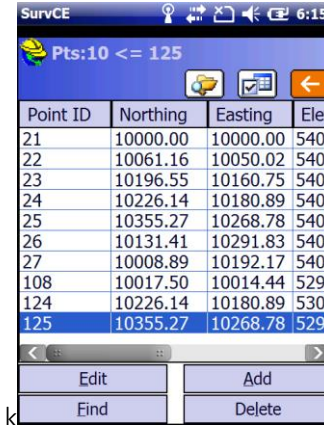 SurvCE 6:15
Pts:10 <= 125
Point ID Northing Easting Ele
21 10000.00 10000.00 540
22 10061.16 10050.02 540
23 10196.55 10160.75 540
24 10226.14 10180.89 540
25 10355.27 10268.78 540
26 10131.41 10291.83 540
27 10008.89 10192.17 540
108 10017.50 10014.44 529
124 10226.14 10180.89 530
125 10355.27 10268.78 529
Edit Add
k Find Delete